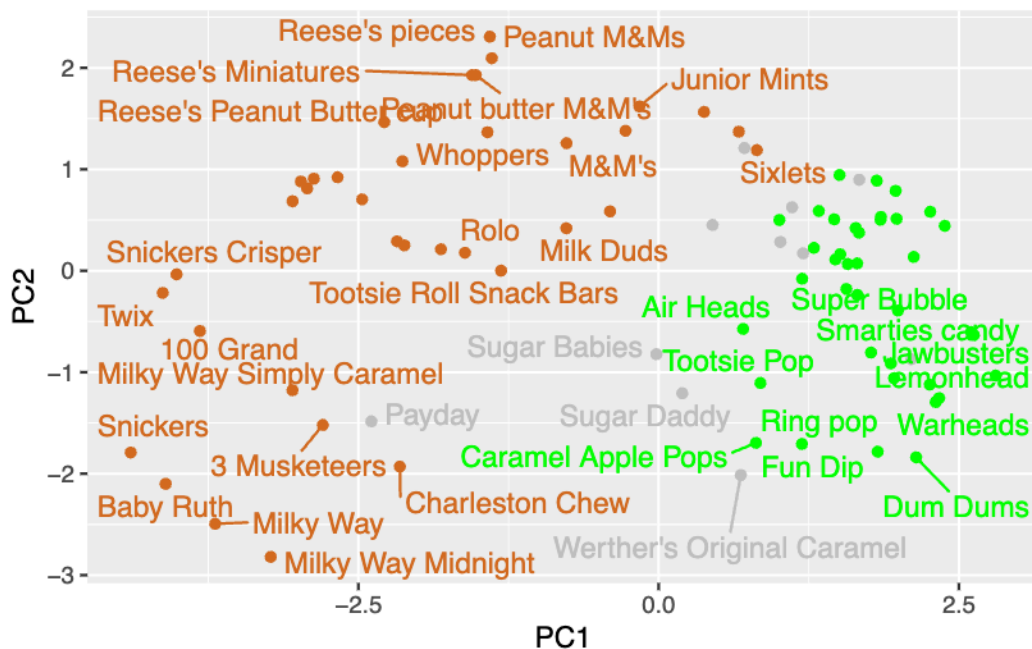 Reese's pieces
Peanut M&Ms
2
Reese's Miniatures
Junior Mints
Reese's Peanut Butter cup
Peanut butter M&M's
Whoppers
M&M's
1
Sixlets
Rolo
Snickers Crisper
Milk Duds
0
Tootsie Roll Snack Bars
Air Heads
Super Bubble
Twix
Smarties candy
100 Grand
Sugar Babies
Tootsie Pop
Jawbusters
−1
Milky Way Simply Caramel
Lemonhead
Snickers
Payday
Sugar Daddy
Ring pop
Warheads
3 Musketeers
Caramel Apple Pops
Fun Dip
−2
Baby Ruth
Charleston Chew
Dum Dums
Milky Way
Werther's Original Caramel
Milky Way Midnight
−3
−2.5
0.0
2.5
PC1
PC2